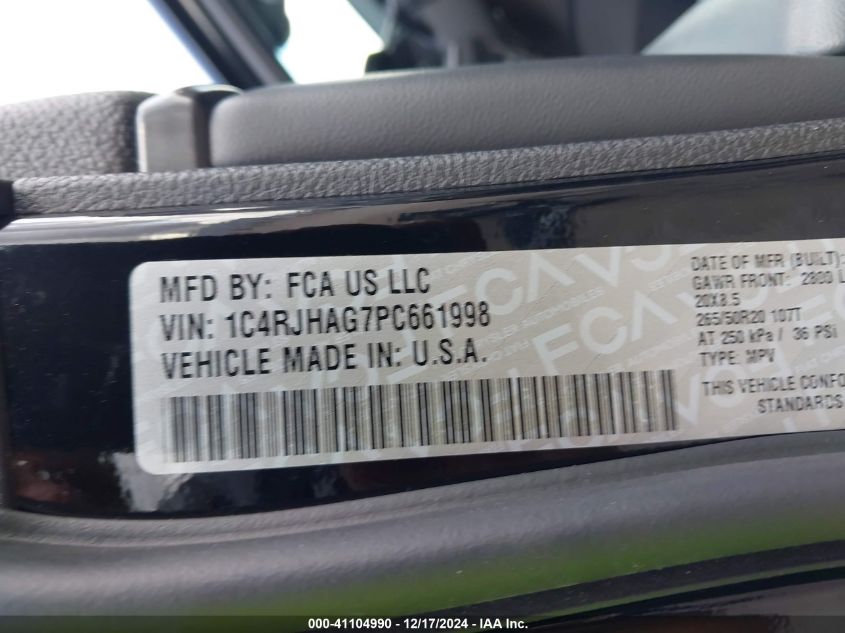 MFD BY: FCA US LLC
VIN: 1C4RJHAG7PC661998
VEHICLE MADE IN: U.S.A.
DATE OF MFR (BUILT):
GAWR FRONT: 2800 L
20X8.5
265/50R20 107T
AT 250 kPa / 36 PSI
TYPE: MPV
THIS VEHICLE CONFO
STANDARDS
000-41104990 — 12/17/2024 — IAA Inc.